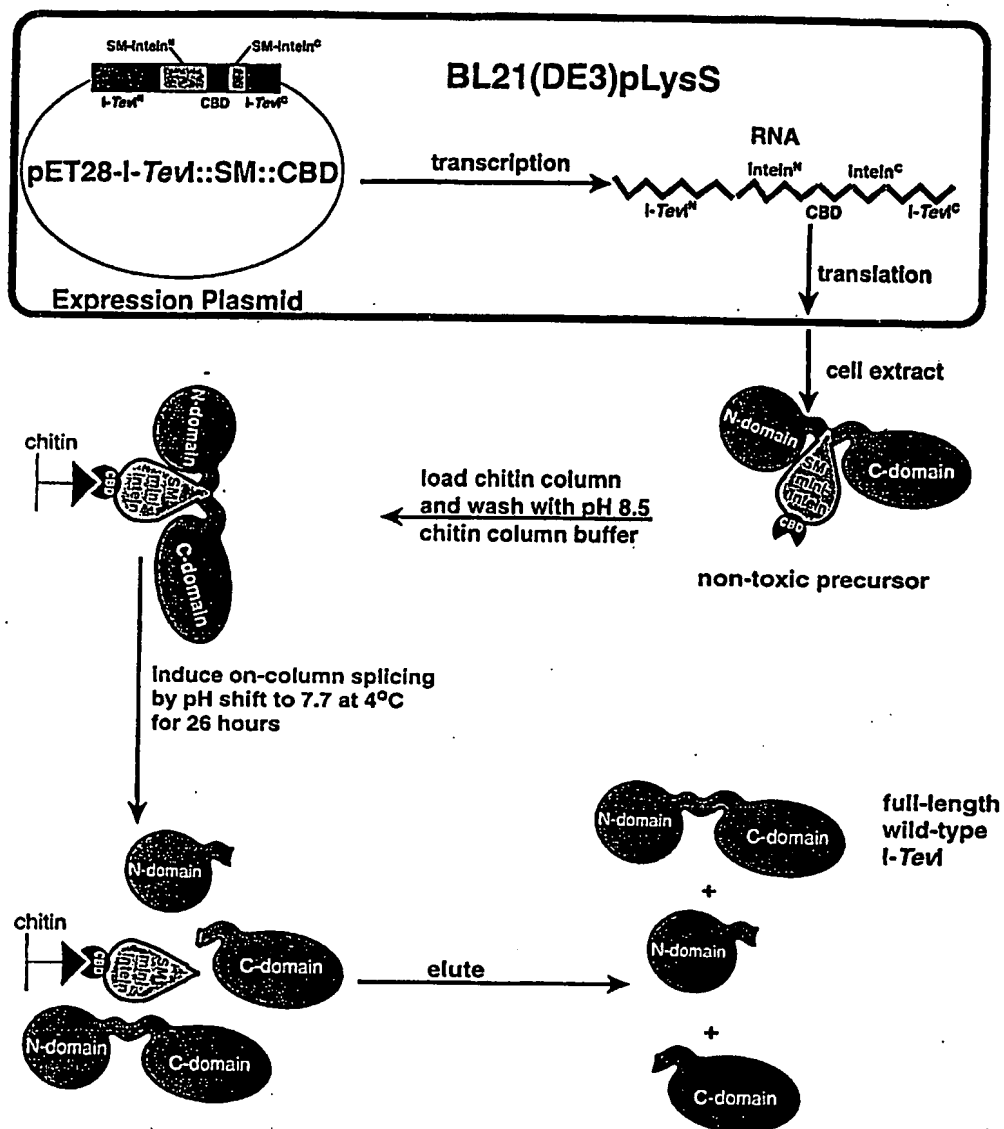 SM-Intein^N
SM-Intein^C
I-TevI^N
CBD
I-TevI^C
pET28-I-TevI::SM::CBD
Expression Plasmid
BL21(DE3)pLysS
transcription
RNA
Intein^N
Intein^C
I-TevI^N
CBD
I-TevI^C
translation
cell extract
N-domain
C-domain
SM
mini
intein
CBD
non-toxic precursor
load chitin column
and wash with pH 8.5
chitin column buffer
chitin
CBD
SM
mini
intein
N-domain
C-domain
Induce on-column splicing
by pH shift to 7.7 at 4°C
for 26 hours
N-domain
chitin
CBD
SM
mini
intein
C-domain
N-domain
C-domain
elute
N-domain
C-domain
full-length
wild-type
I-TevI
+
N-domain
+
C-domain